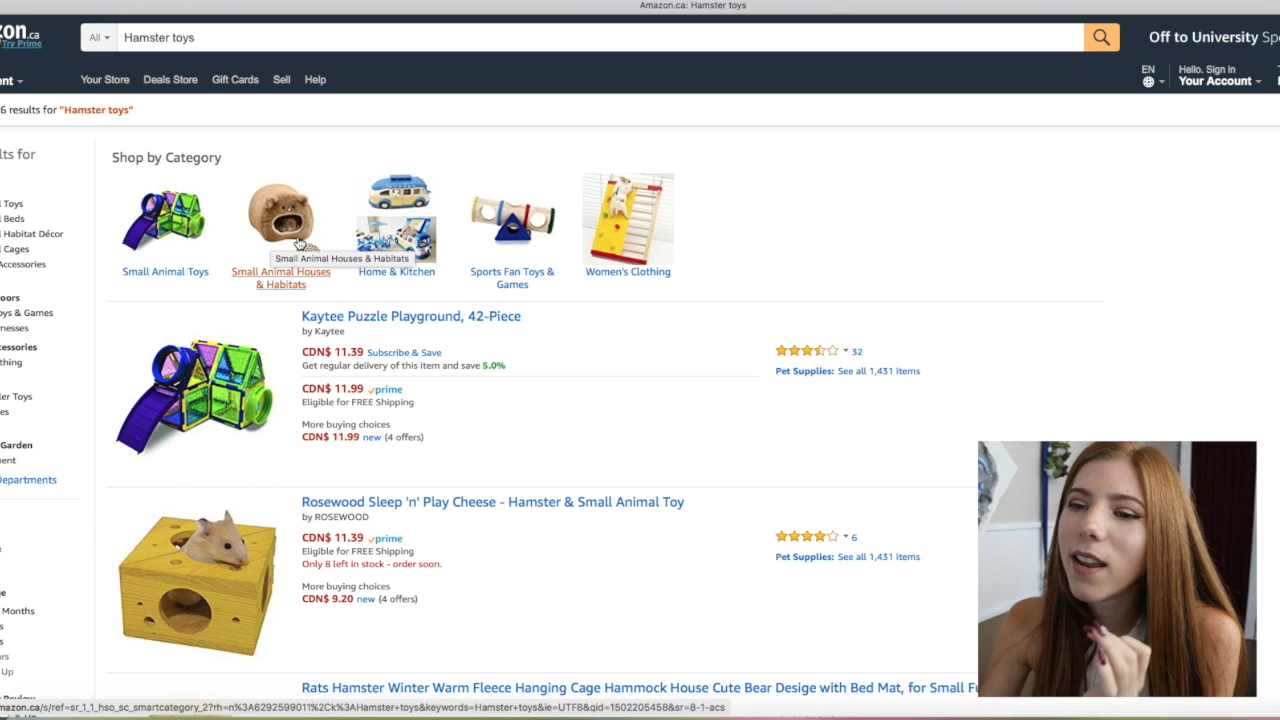 Amazon.ca: Hamster toys
zon.ca
Try Prime
All
Hamster toys
Off to University Sp
nt
Your Store
Deals Store
Gift Cards
Sell
Help
EN
Hello. Sign in
Your Account
6 results for "Hamster toys"
lts for
Toys
Beds
Habitat Décor
Cages
Accessories
oors
oys & Games
nesses
cessories
thing
er Toys
es
Garden
ent
Departments
e
ge
Months
s
s
rs
Up
Review
Shop by Category
Small Animal Toys
Small Animal Houses
& Habitats
Small Animal Houses & Habitats
Home & Kitchen
Sports Fan Toys &
Games
Women's Clothing
Kaytee Puzzle Playground, 42-Piece
by Kaytee
CDN$ 11.39 Subscribe & Save
Get regular delivery of this item and save 5.0%
CDN$ 11.99 prime
Eligible for FREE Shipping
More buying choices
CDN$ 11.99 new (4 offers)
32
Pet Supplies: See all 1,431 items
Rosewood Sleep 'n' Play Cheese - Hamster & Small Animal Toy
by ROSEWOOD
CDN$ 11.39 prime
Eligible for FREE Shipping
Only 8 left in stock - order soon.
More buying choices
CDN$ 9.20 new (4 offers)
6
Pet Supplies: See all 1,431 items
Rats Hamster Winter Warm Fleece Hanging Cage Hammock House Cute Bear Desige with Bed Mat, for Small Fu
mazon.ca/s/ref=sr_1_1_hso_sc_smartcategory_2?rh=n%3A6292599011%2Ck%3AHamster+toys&keywords=Hamster+toys&ie=UTF8&qid=1502205458&sr=8-1-acs